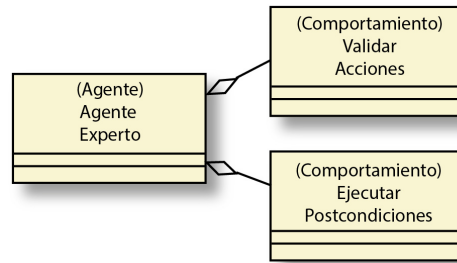 (Agente)
Agente
Experto
(Comportamiento)
Validar
Acciones
(Comportamiento)
Ejecutar
Postcondiciones